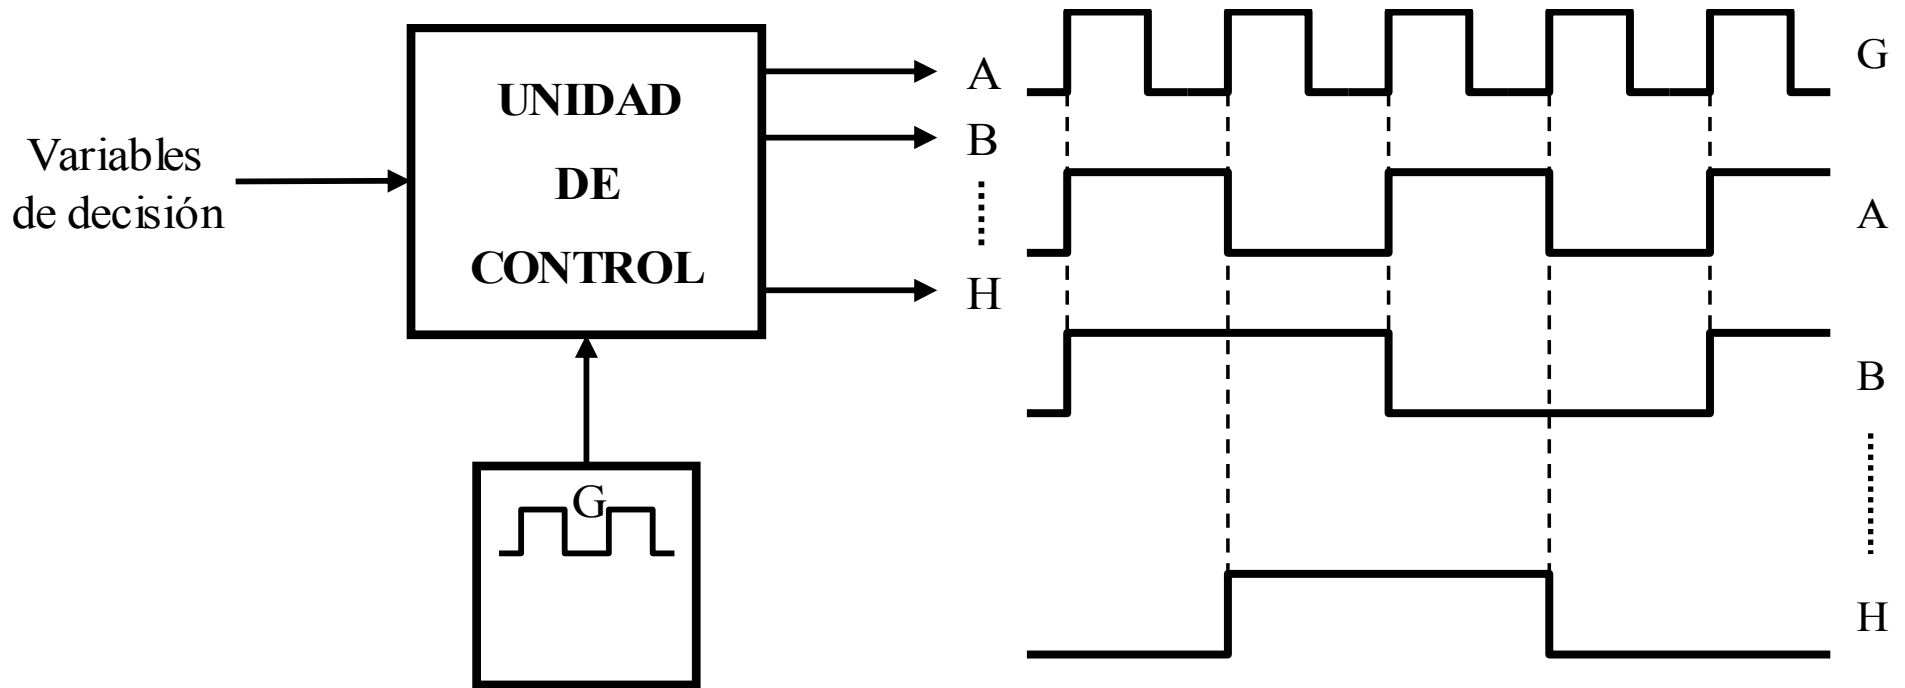 Variables
de decisión
UNIDAD
DE
CONTROL
G
A
B
H
G
A
B
H